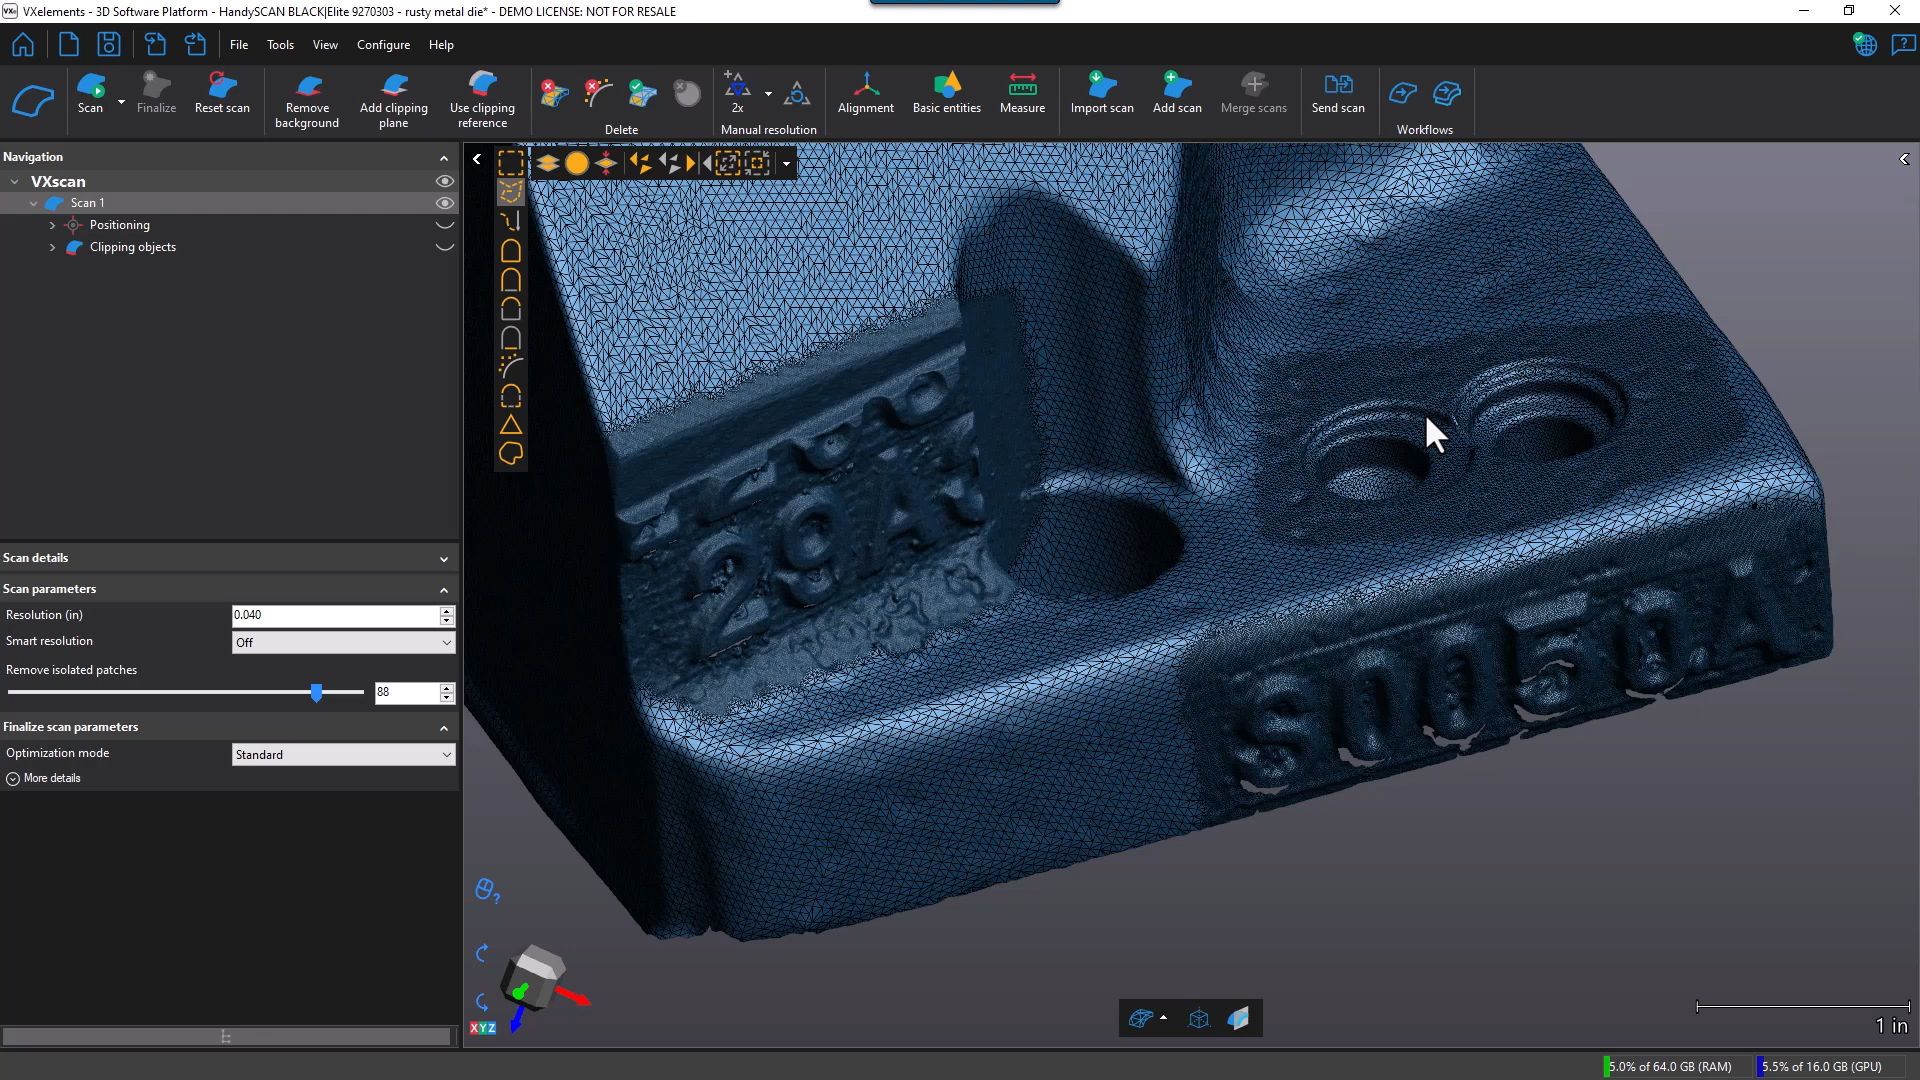 VXelements - 3D Software Platform - HandySCAN BLACK|Elite 9270303 - rusty metal die* - DEMO LICENSE: NOT FOR RESALE
File Tools View Configure Help
Scan Finalize Reset scan Remove background Add clipping plane Use clipping reference 2x Alignment Basic entities Measure Import scan Add scan Merge scans Send scan
Delete Manual resolution Workflows
Navigation
VXscan
Scan 1
Positioning
Clipping objects
Scan details
Scan parameters
Resolution (in) 0.040
Smart resolution Off
Remove isolated patches
88
Finalize scan parameters
Optimization mode Standard
More details
29A
S0050A
XYZ
1 in
5.0% of 64.0 GB (RAM) 5.5% of 16.0 GB (GPU)